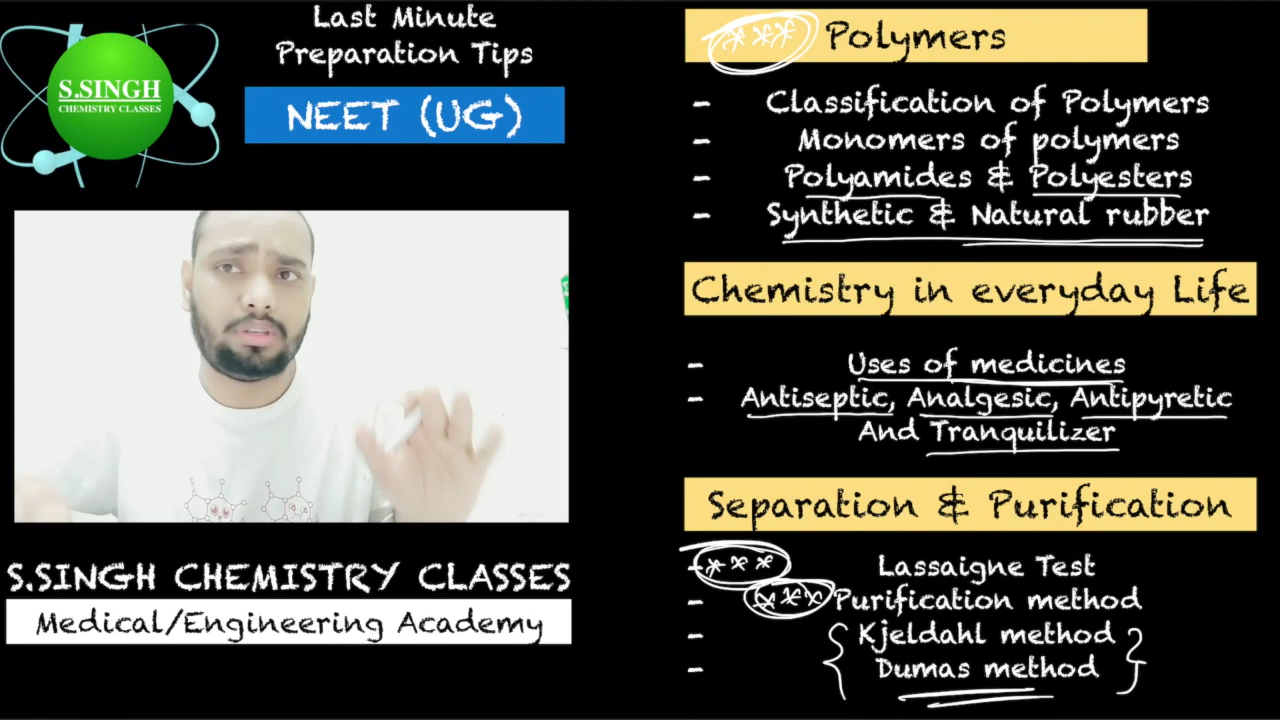 Last Minute
Preparation Tips
S.SINGH
CHEMISTRY CLASSES
NEET (UG)
S.SINGH CHEMISTRY CLASSES
Medical/Engineering Academy
*** Polymers
- Classification of Polymers
- Monomers of polymers
- Polyamides & Polyesters
- Synthetic & Natural rubber
Chemistry in everyday Life
- Uses of medicines
- Antiseptic, Analgesic, Antipyretic
And Tranquilizer
Separation & Purification
- *** Lassaigne Test
- *** Purification method
- Kjeldahl method
- Dumas method